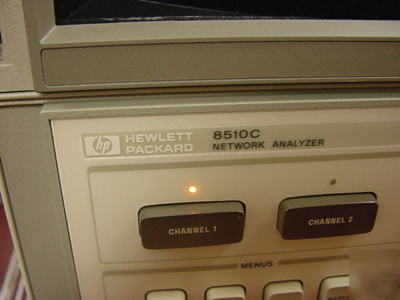 hp HEWLETT PACKARD
8510C
NETWORK ANALYZER
CHANNEL 1
CHANNEL 2
MENUS